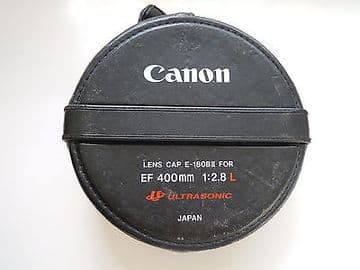 Canon
LENS CAP E-180BII FOR
EF 400mm 1:2.8 L
ULTRASONIC
JAPAN